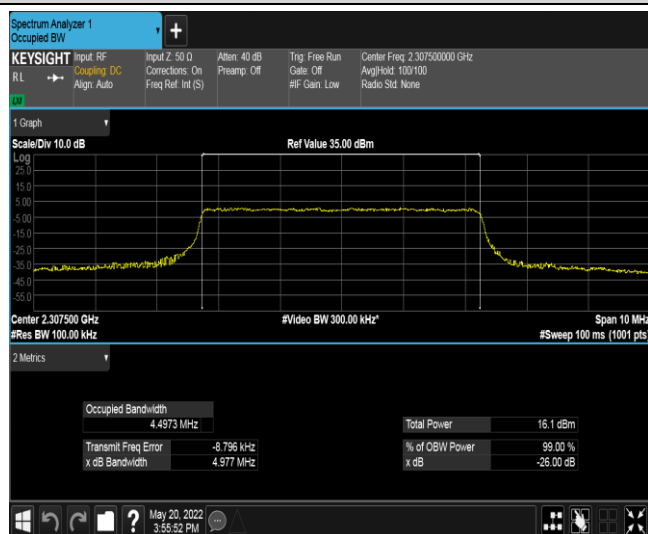 Spectrum Analyzer 1
Occupied BW
+
KEYSIGHT Input: RF Input Z: 50 Ω Atten: 40 dB Trig: Free Run Center Freq: 2.307500000 GHz
RL Coupling: DC Corrections: On Preamp: Off Gate: Off Avg|Hold: 100/100
Align: Auto Freq Ref: Int (S) #IF Gain: Low Radio Std: None
LXI
1 Graph
Scale/Div 10.0 dB Ref Value 35.00 dBm
Log
25.0
15.0
5.00
-5.00
-15.0
-25.0
-35.0
-45.0
-55.0
Center 2.307500 GHz #Video BW 300.00 kHz* Span 10 MHz
#Res BW 100.00 kHz #Sweep 100 ms (1001 pts)
2 Metrics
Occupied Bandwidth
4.4973 MHz Total Power 16.1 dBm
Transmit Freq Error -8.796 kHz % of OBW Power 99.00 %
x dB Bandwidth 4.977 MHz x dB -26.00 dB
? May 20, 2022
3:55:52 PM